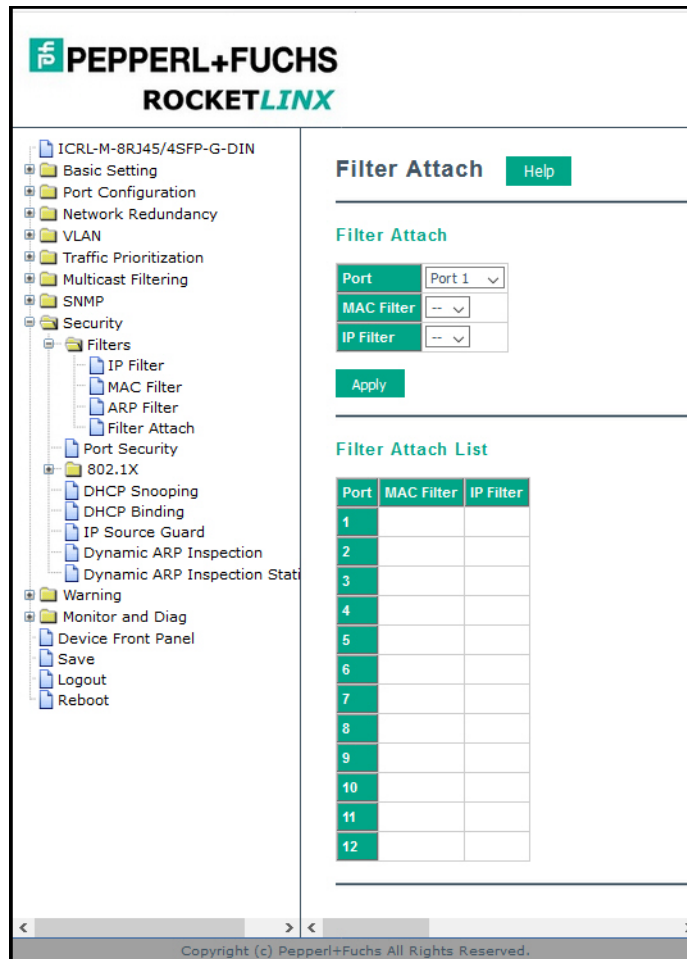 PEPPERL+FUCHS
ROCKETLINX
ICRL-M-8RJ45/4SFP-G-DIN
Basic Setting
Port Configuration
Network Redundancy
VLAN
Traffic Prioritization
Multicast Filtering
SNMP
Security
Filters
IP Filter
MAC Filter
ARP Filter
Filter Attach
Port Security
802.1X
DHCP Snooping
DHCP Binding
IP Source Guard
Dynamic ARP Inspection
Dynamic ARP Inspection Stati
Warning
Monitor and Diag
Device Front Panel
Save
Logout
Reboot
Filter Attach Help
Filter Attach
Port Port 1
MAC Filter --
IP Filter --
Apply
Filter Attach List
Port MAC Filter IP Filter
1
2
3
4
5
6
7
8
9
10
11
12
Copyright (c) Pepperl+Fuchs All Rights Reserved.